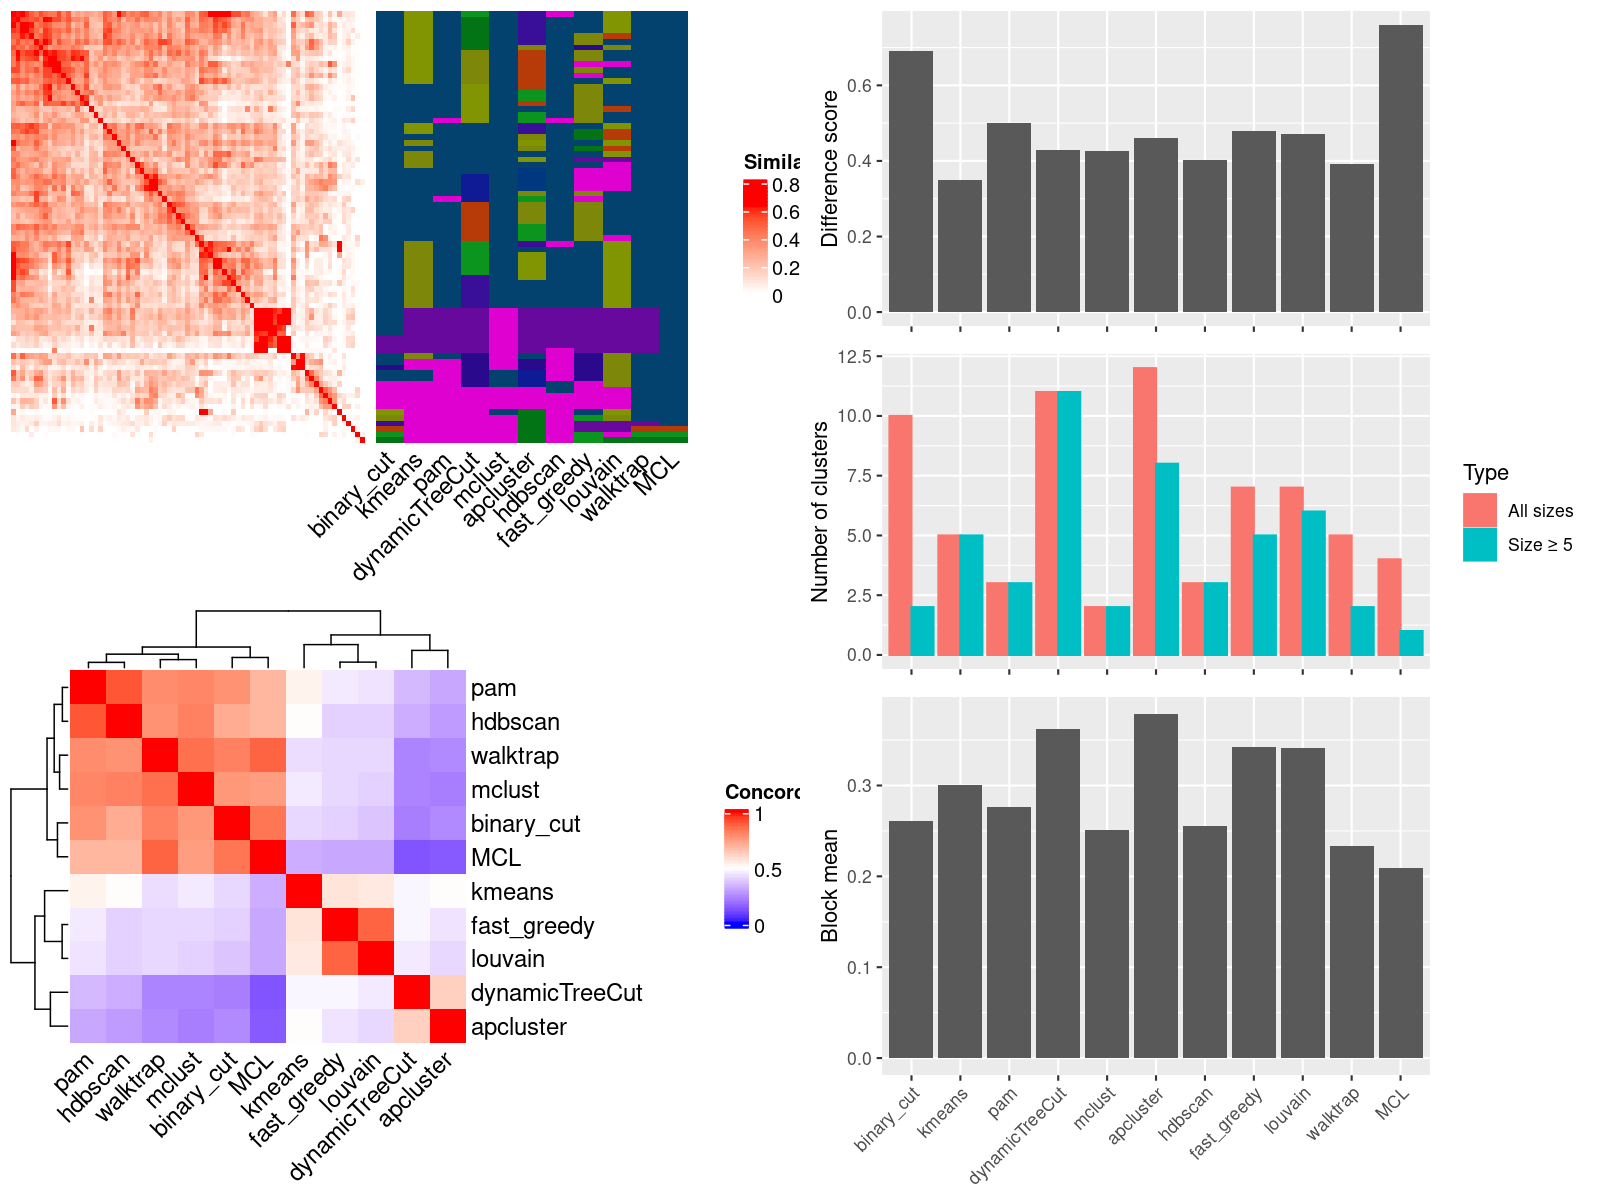 Simila
0.8
0.6
0.4
0.2
0
binary_cut
kmeans
pam
dynamicTreeCut
mclust
apcluster
hdbscan
fast_greedy
louvain
walktrap
MCL
pam
hdbscan
walktrap
mclust
binary_cut
MCL
kmeans
fast_greedy
louvain
dynamicTreeCut
apcluster
pam
hdbscan
walktrap
mclust
binary_cut
MCL
kmeans
fast_greedy
louvain
dynamicTreeCut
apcluster
Concord
1
0.5
0
Difference score
0.6
0.4
0.2
0.0
Number of clusters
12.5
10.0
7.5
5.0
2.5
0.0
Type
All sizes
Size ≥ 5
Block mean
0.3
0.2
0.1
0.0
binary_cut
kmeans
pam
dynamicTreeCut
mclust
apcluster
hdbscan
fast_greedy
louvain
walktrap
MCL